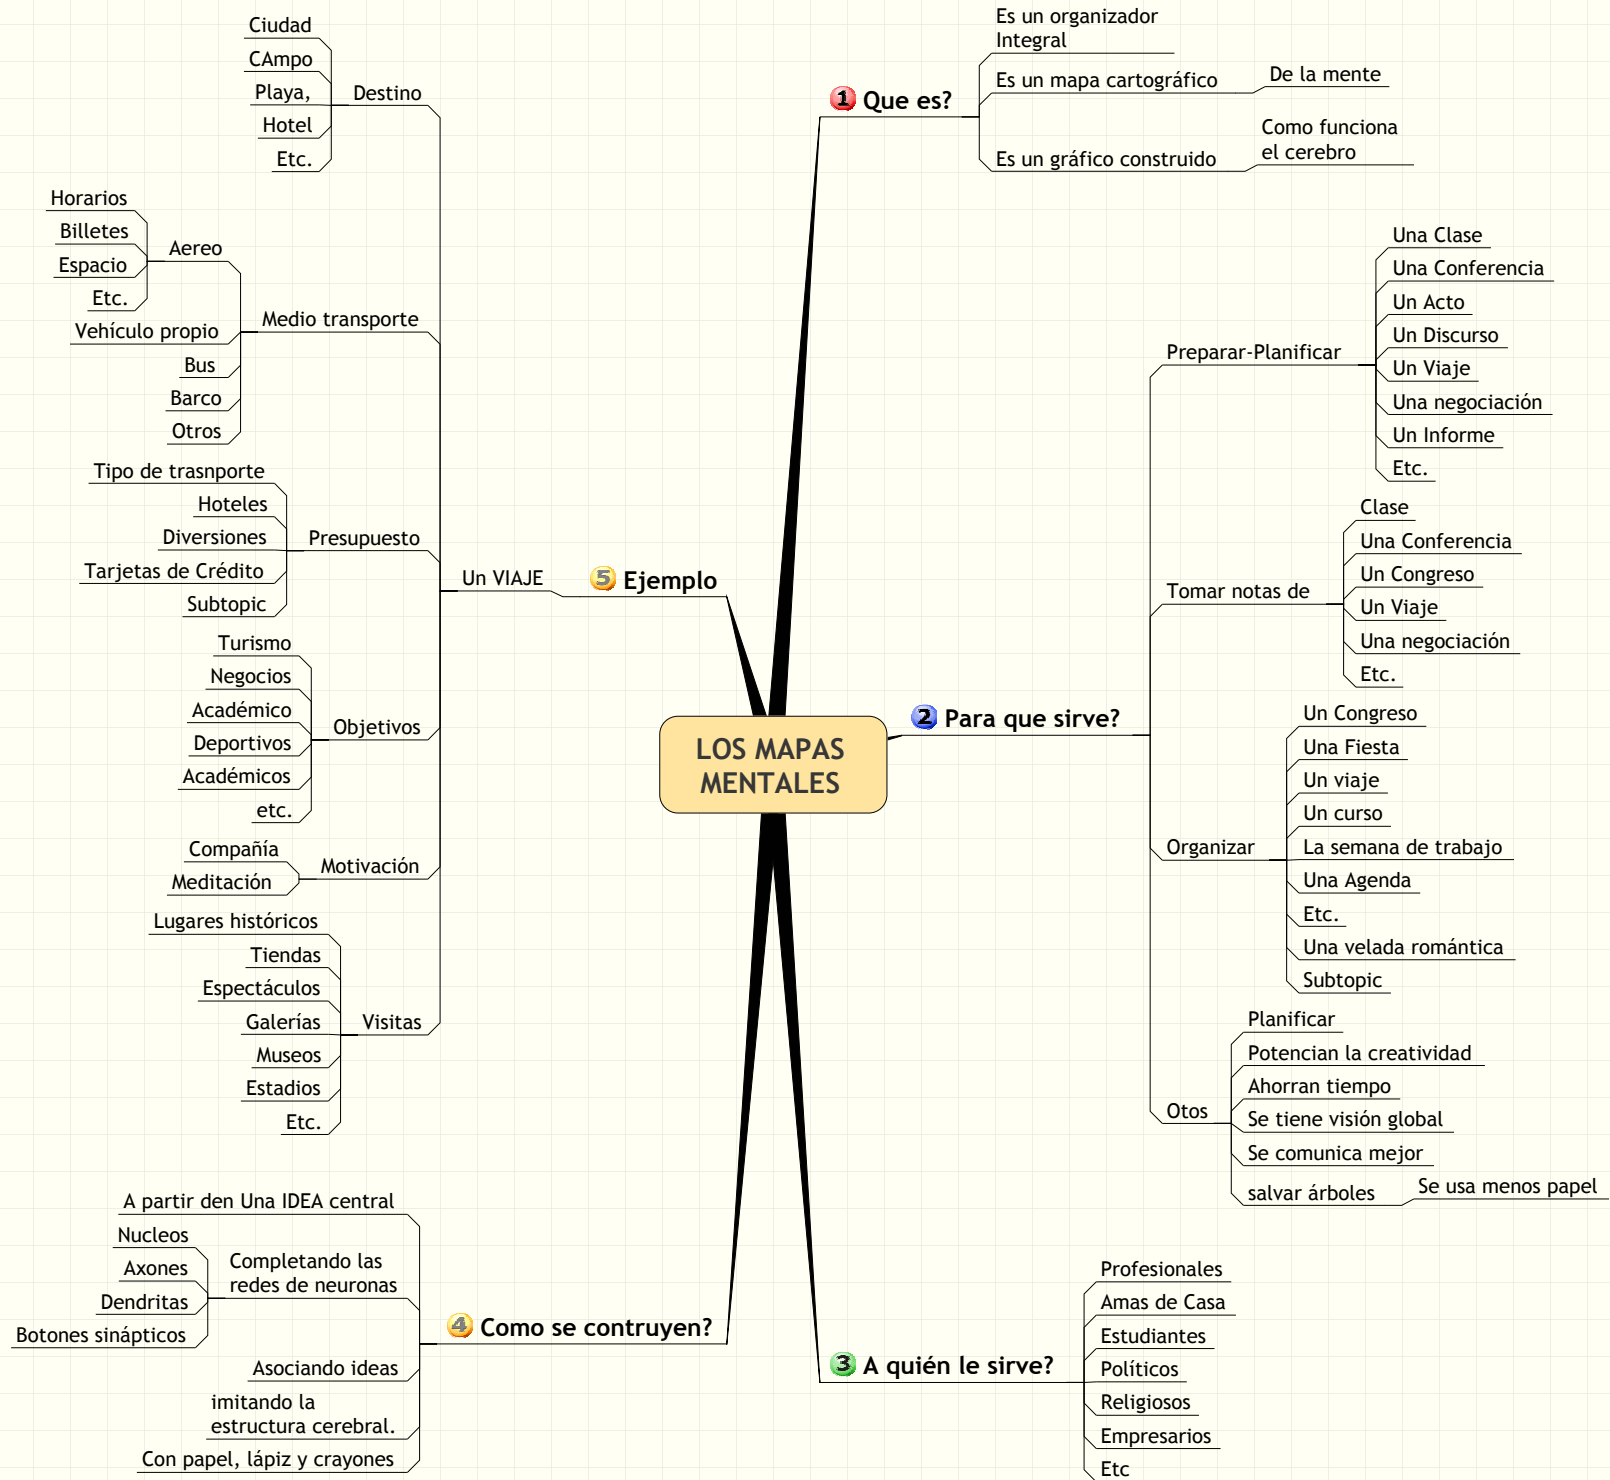 LOS MAPAS
MENTALES
1 Que es?
Es un organizador
Integral
Es un mapa cartográfico
De la mente
Es un gráfico construido
Como funciona
el cerebro
2 Para que sirve?
Preparar-Planificar
Una Clase
Una Conferencia
Un Acto
Un Discurso
Un Viaje
Una negociación
Un Informe
Etc.
Tomar notas de
Clase
Una Conferencia
Un Congreso
Un Viaje
Una negociación
Etc.
Organizar
Un Congreso
Una Fiesta
Un viaje
Un curso
La semana de trabajo
Una Agenda
Etc.
Una velada romántica
Subtopic
Otos
Planificar
Potencian la creatividad
Ahorran tiempo
Se tiene visión global
Se comunica mejor
salvar árboles
Se usa menos papel
3 A quién le sirve?
Profesionales
Amas de Casa
Estudiantes
Políticos
Religiosos
Empresarios
Etc
4 Como se contruyen?
A partir den Una IDEA central
Completando las
redes de neuronas
Nucleos
Axones
Dendritas
Botones sinápticos
Asociando ideas
imitando la
estructura cerebral.
Con papel, lápiz y crayones
5 Ejemplo
Un VIAJE
Destino
Ciudad
CAmpo
Playa,
Hotel
Etc.
Medio transporte
Aereo
Horarios
Billetes
Espacio
Etc.
Vehículo propio
Bus
Barco
Otros
Presupuesto
Tipo de trasnporte
Hoteles
Diversiones
Tarjetas de Crédito
Subtopic
Objetivos
Turismo
Negocios
Académico
Deportivos
Académicos
etc.
Motivación
Compañía
Meditación
Visitas
Lugares históricos
Tiendas
Espectáculos
Galerías
Museos
Estadios
Etc.